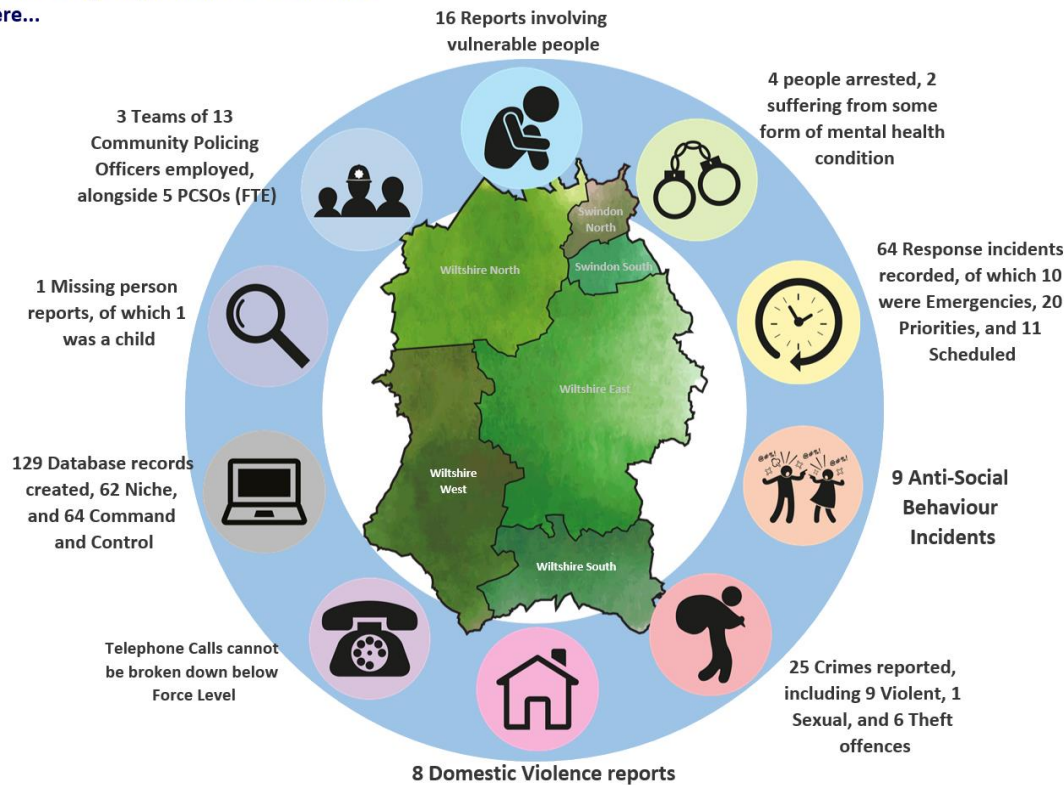 ere...
16 Reports involving
vulnerable people
4 people arrested, 2
suffering from some
form of mental health
condition
3 Teams of 13
Community Policing
Officers employed,
alongside 5 PCSOs (FTE)
64 Response incidents
recorded, of which 10
were Emergencies, 20
Priorities, and 11
Scheduled
1 Missing person
reports, of which 1
was a child
Swindon
North
Swindon South
Wiltshire North
Wiltshire East
Wiltshire
West
Wiltshire South
129 Database records
created, 62 Niche,
and 64 Command
and Control
@#%! @#%! @#%!
9 Anti-Social
Behaviour
Incidents
Telephone Calls cannot
be broken down below
Force Level
25 Crimes reported,
including 9 Violent, 1
Sexual, and 6 Theft
offences
8 Domestic Violence reports